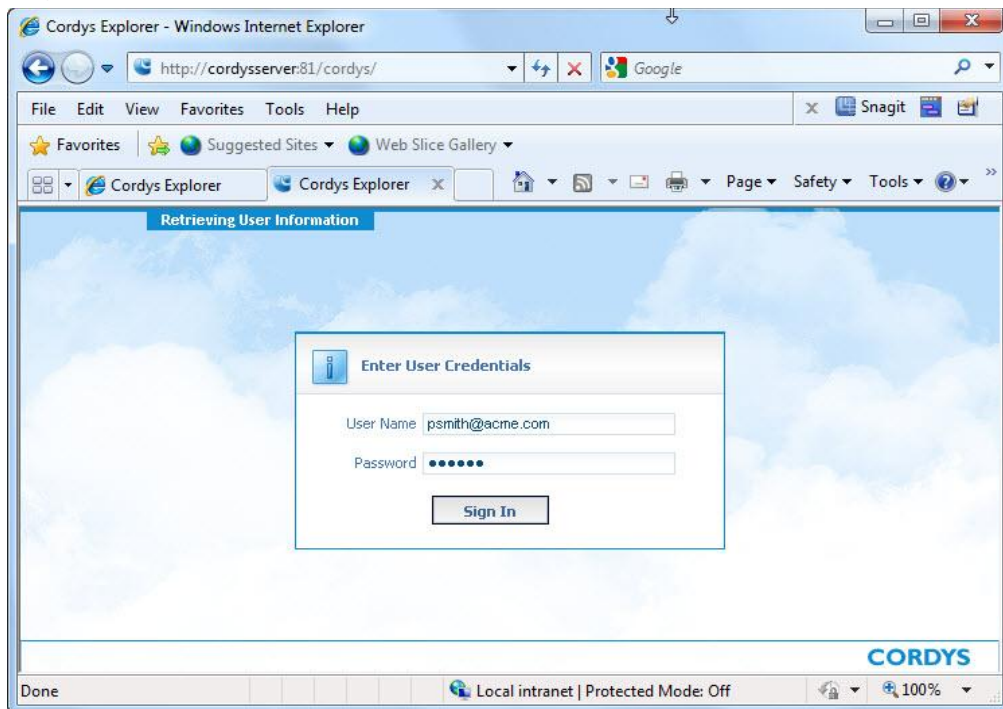 Cordys Explorer - Windows Internet Explorer
http://cordysserver:81/cordys/ Google
File Edit View Favorites Tools Help x Snagit
Favorites Suggested Sites Web Slice Gallery
Cordys Explorer Cordys Explorer x Page Safety Tools »
Retrieving User Information
Enter User Credentials
User Name psmith@acme.com
Password ••••••
Sign In
CORDYS
Done Local intranet | Protected Mode: Off 100%